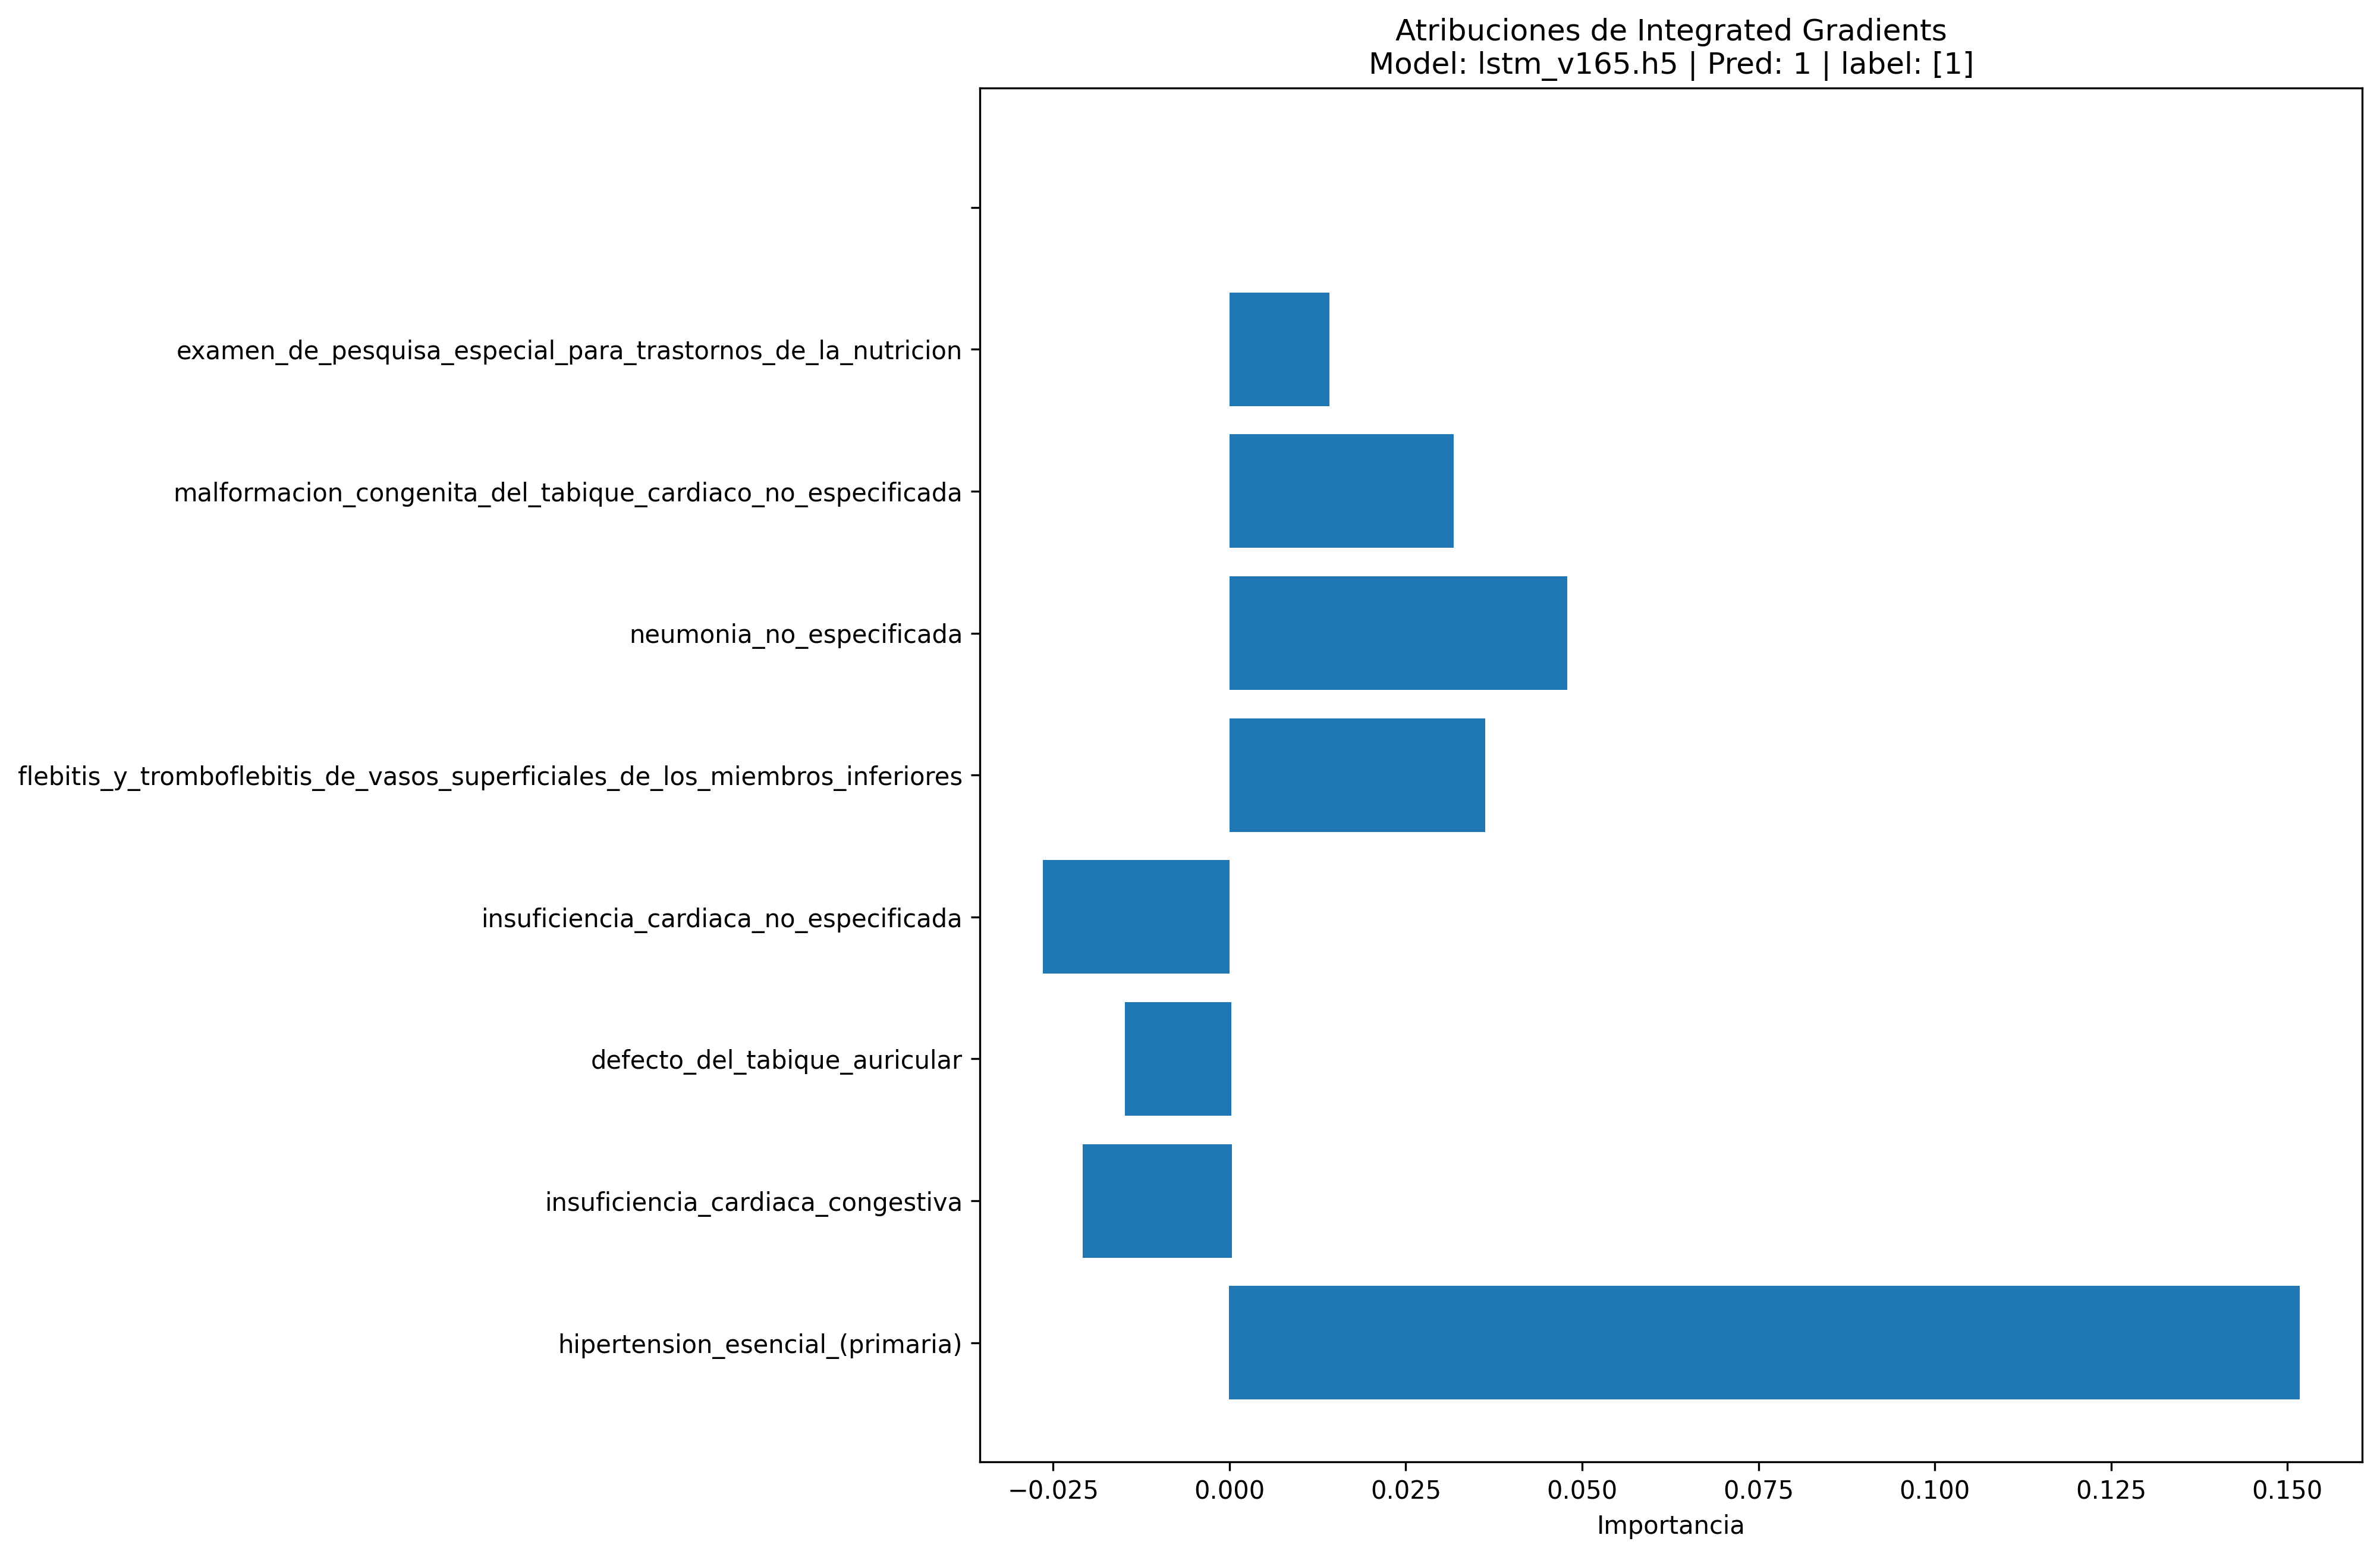 Atribuciones de Integrated Gradients
Model: lstm_v165.h5 | Pred: 1 | label: [1]
examen_de_pesquisa_especial_para_trastornos_de_la_nutricion
malformacion_congenita_del_tabique_cardiaco_no_especificada
neumonia_no_especificada
flebitis_y_tromboflebitis_de_vasos_superficiales_de_los_miembros_inferiores
insuficiencia_cardiaca_no_especificada
defecto_del_tabique_auricular
insuficiencia_cardiaca_congestiva
hipertension_esencial_(primaria)
−0.025 0.000 0.025 0.050 0.075 0.100 0.125 0.150
Importancia